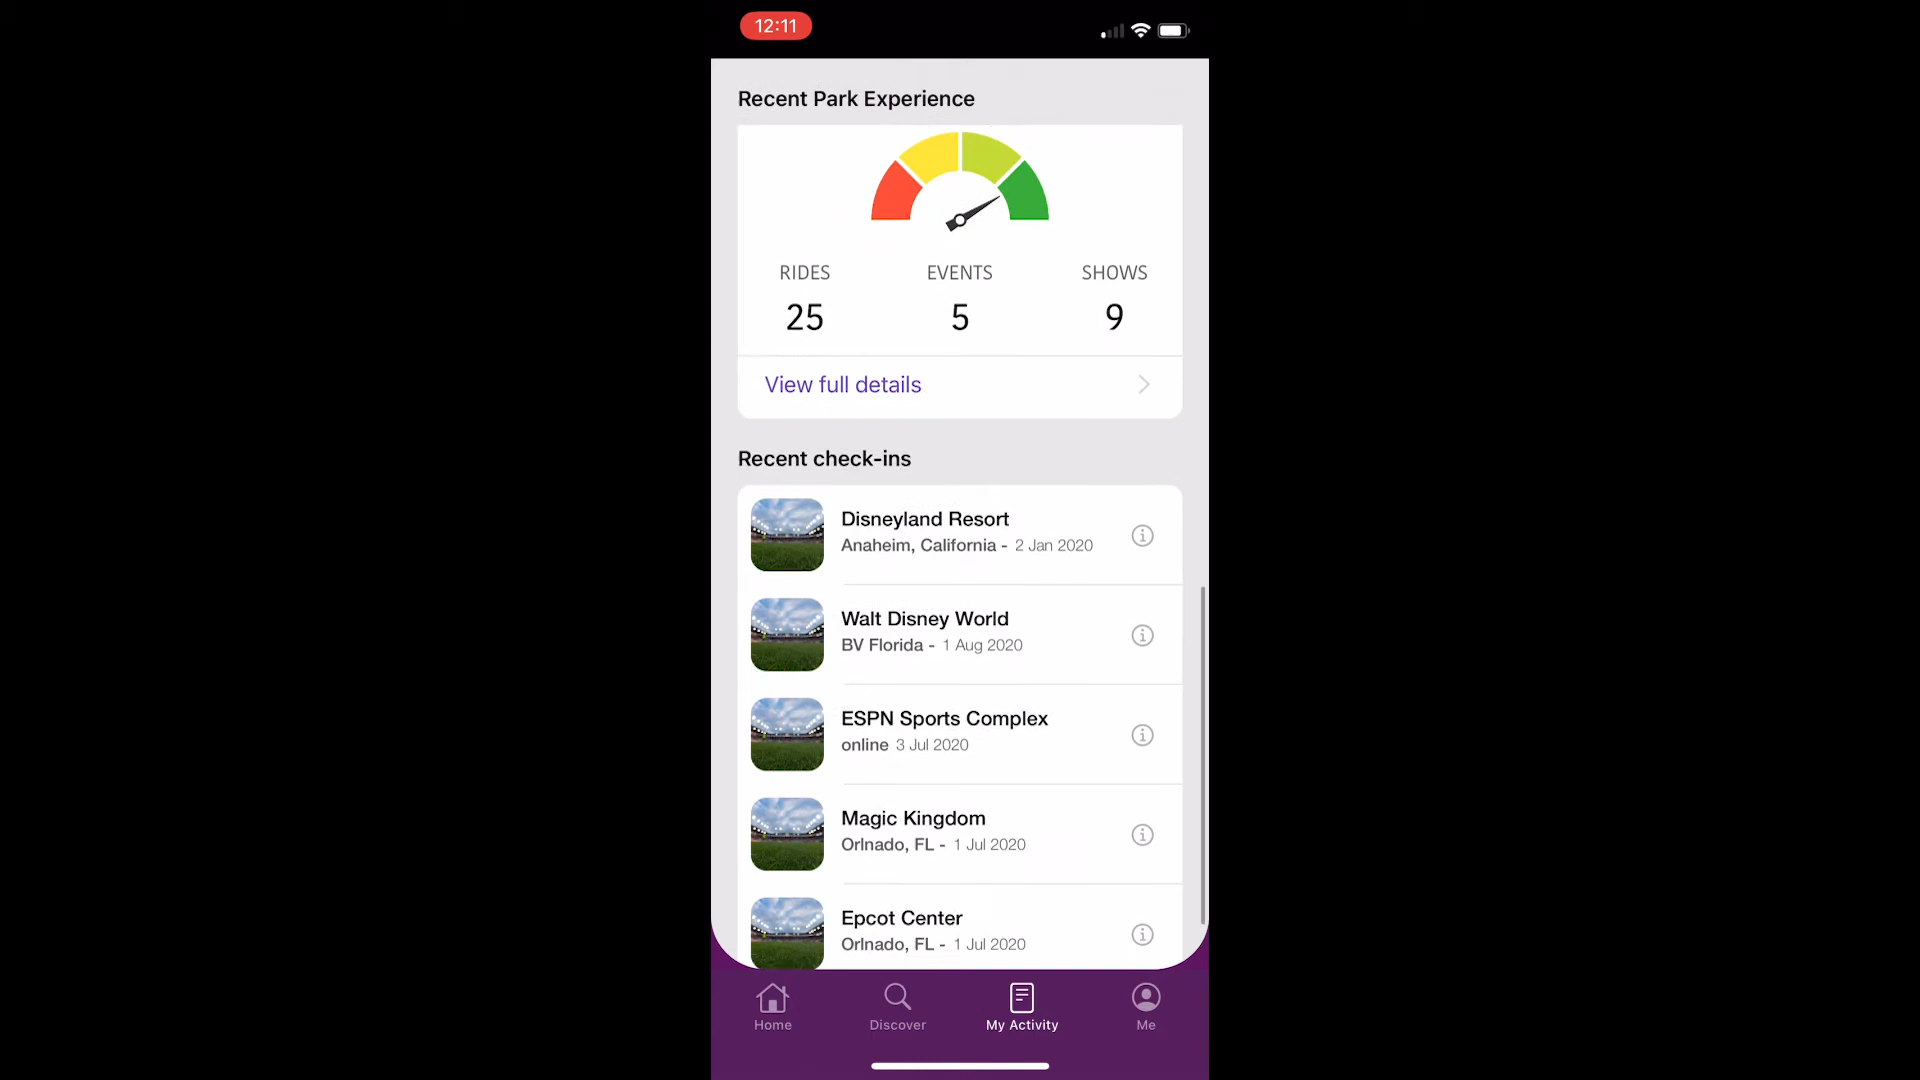 12:11
Recent Park Experience
RIDES EVENTS SHOWS
25 5 9
View full details
Recent check-ins
Disneyland Resort
Anaheim, California - 2 Jan 2020
Walt Disney World
BV Florida - 1 Aug 2020
ESPN Sports Complex
online 3 Jul 2020
Magic Kingdom
Orlnado, FL - 1 Jul 2020
Epcot Center
Orlnado, FL - 1 Jul 2020
Home Discover My Activity Me